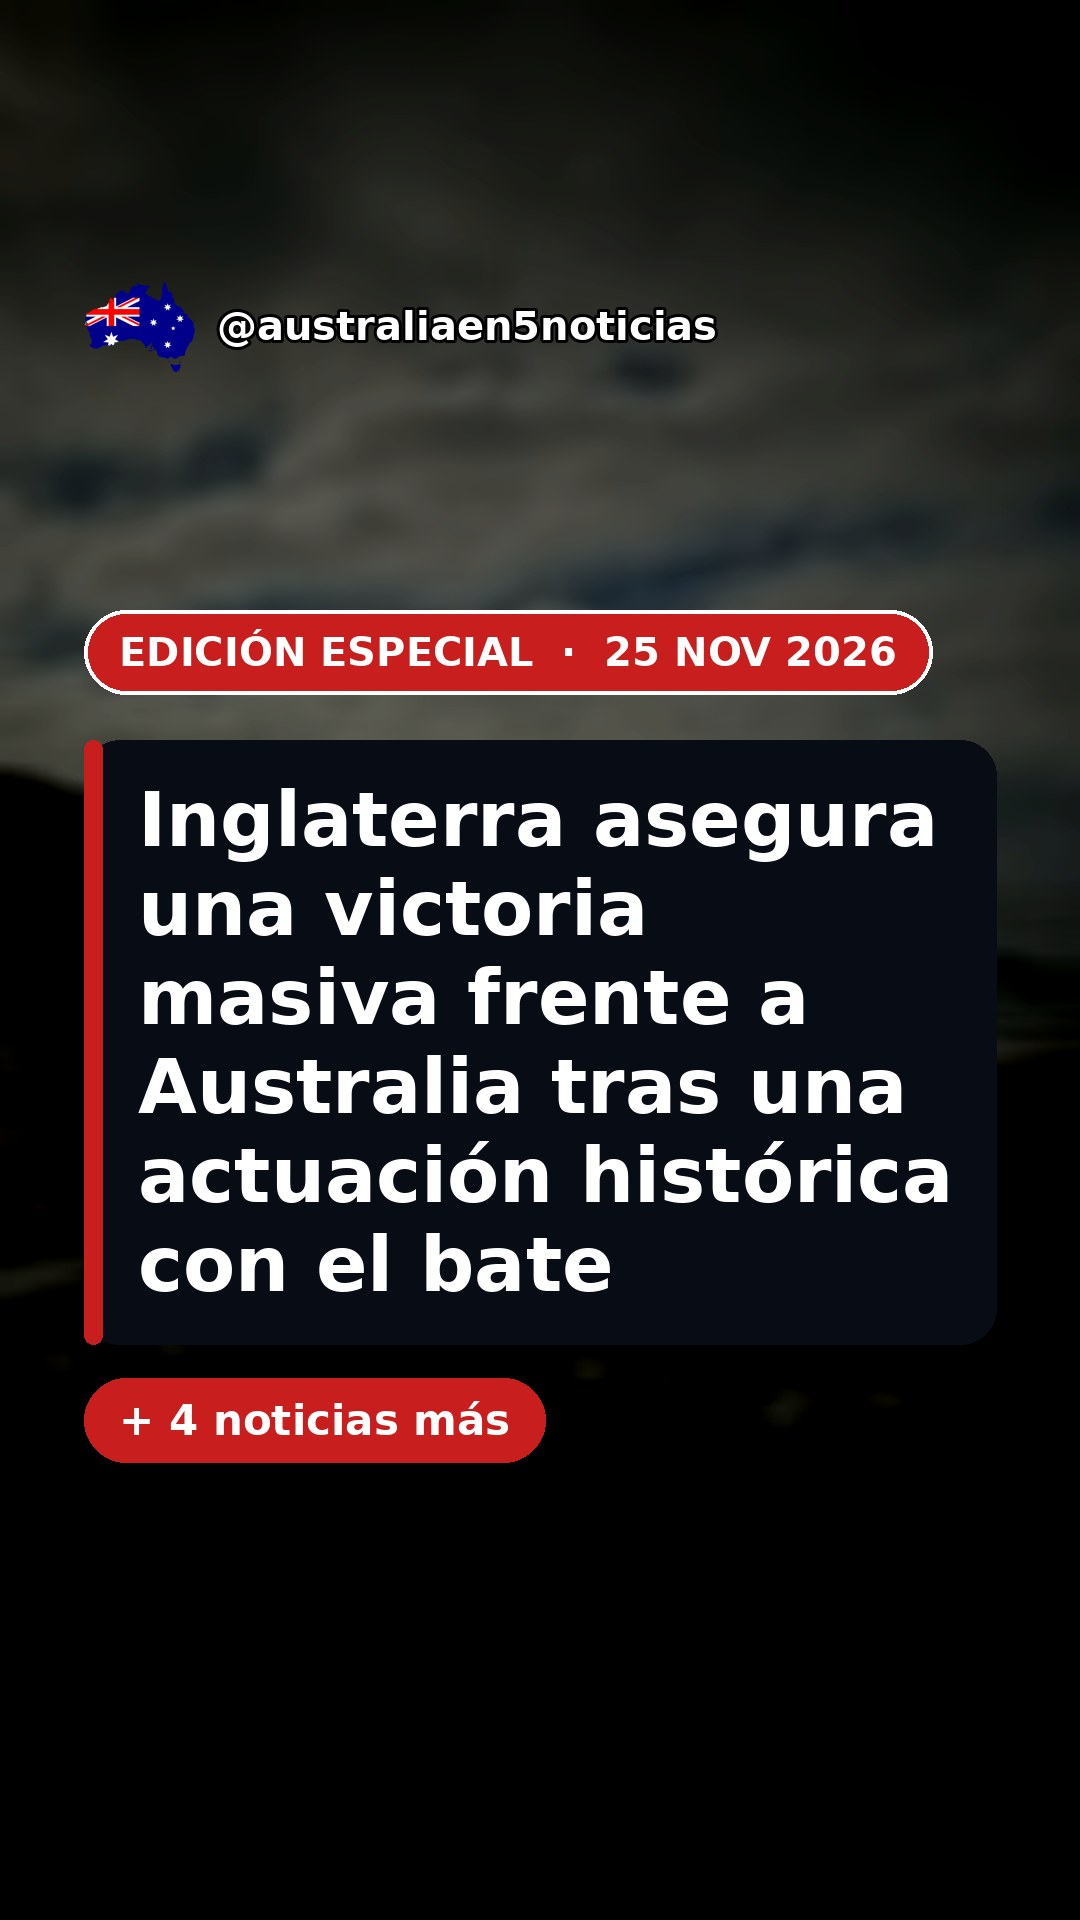 @australiaen5noticias
EDICIÓN ESPECIAL · 25 NOV 2026
Inglaterra asegura
una victoria
masiva frente a
Australia tras una
actuación histórica
con el bate
+ 4 noticias más